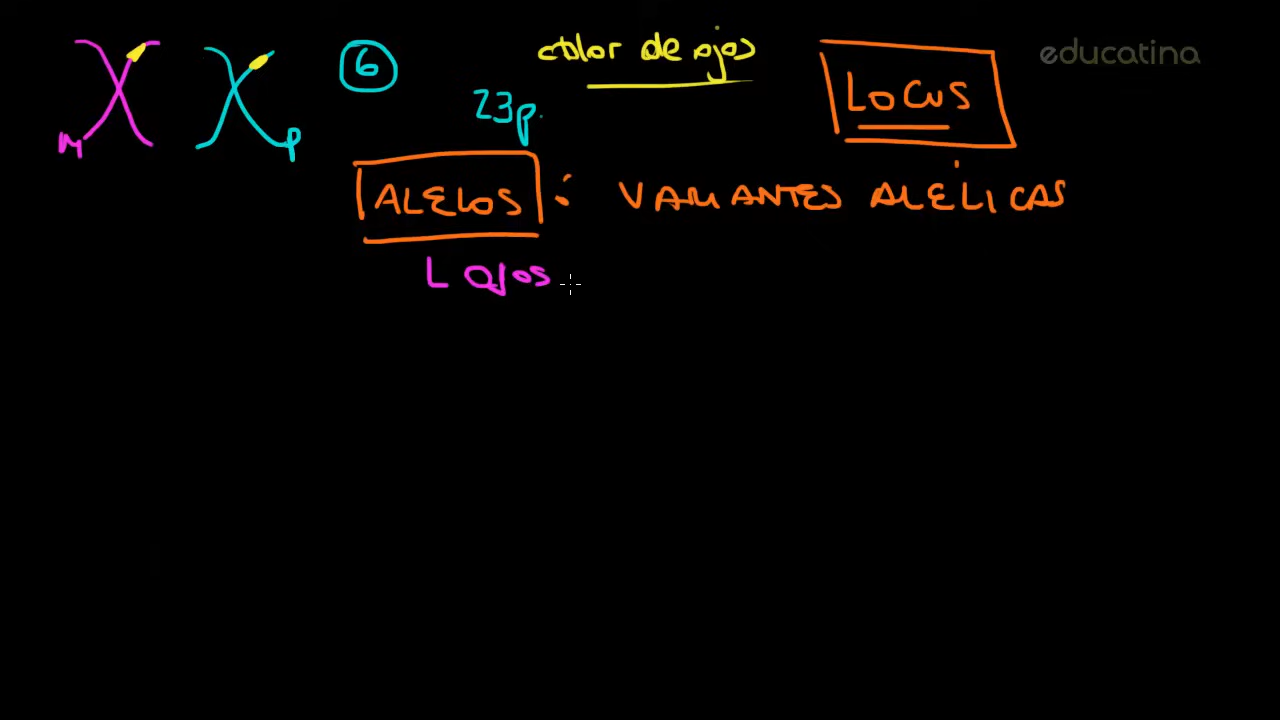 color de ojos
educatina
6
23p.
LOCUS
M
P
ALELOS : VARIANTES ALÉLICAS
L Ojos